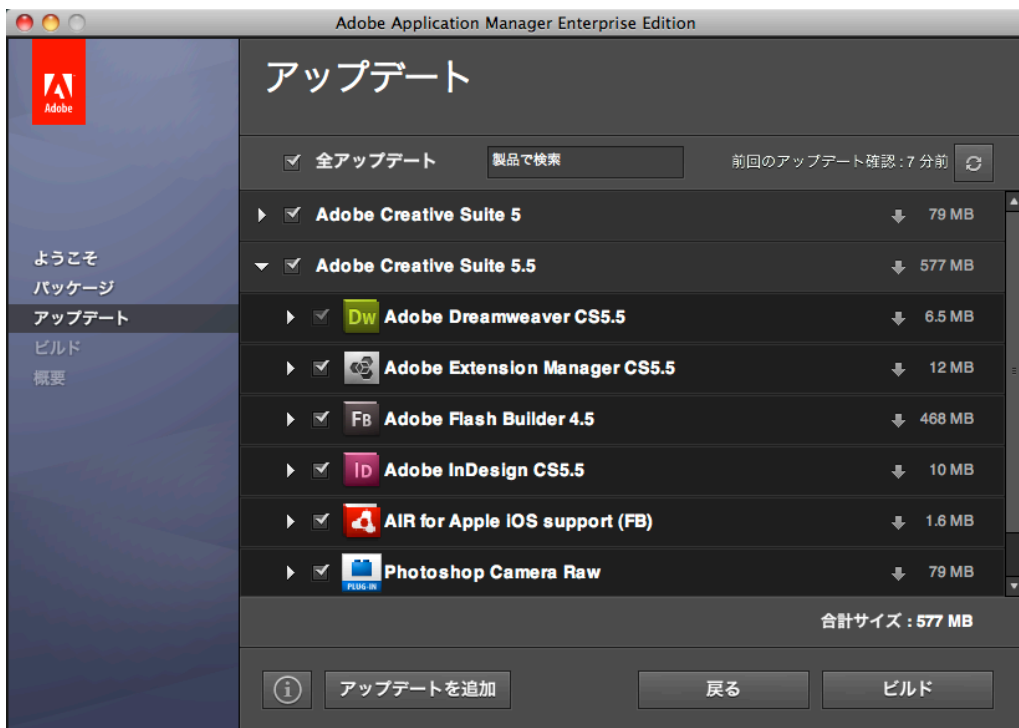 Adobe Application Manager Enterprise Edition
Adobe
アップデート
全アップデート
製品で検索
前回のアップデート確認 : 7 分前
ようこそ
パッケージ
アップデート
ビルド
概要
Adobe Creative Suite 5 79 MB
Adobe Creative Suite 5.5 577 MB
Dw Adobe Dreamweaver CS5.5 6.5 MB
Adobe Extension Manager CS5.5 12 MB
FB Adobe Flash Builder 4.5 468 MB
ID Adobe InDesign CS5.5 10 MB
AIR for Apple iOS support (FB) 1.6 MB
PLUG-IN Photoshop Camera Raw 79 MB
合計サイズ : 577 MB
アップデートを追加
戻る
ビルド